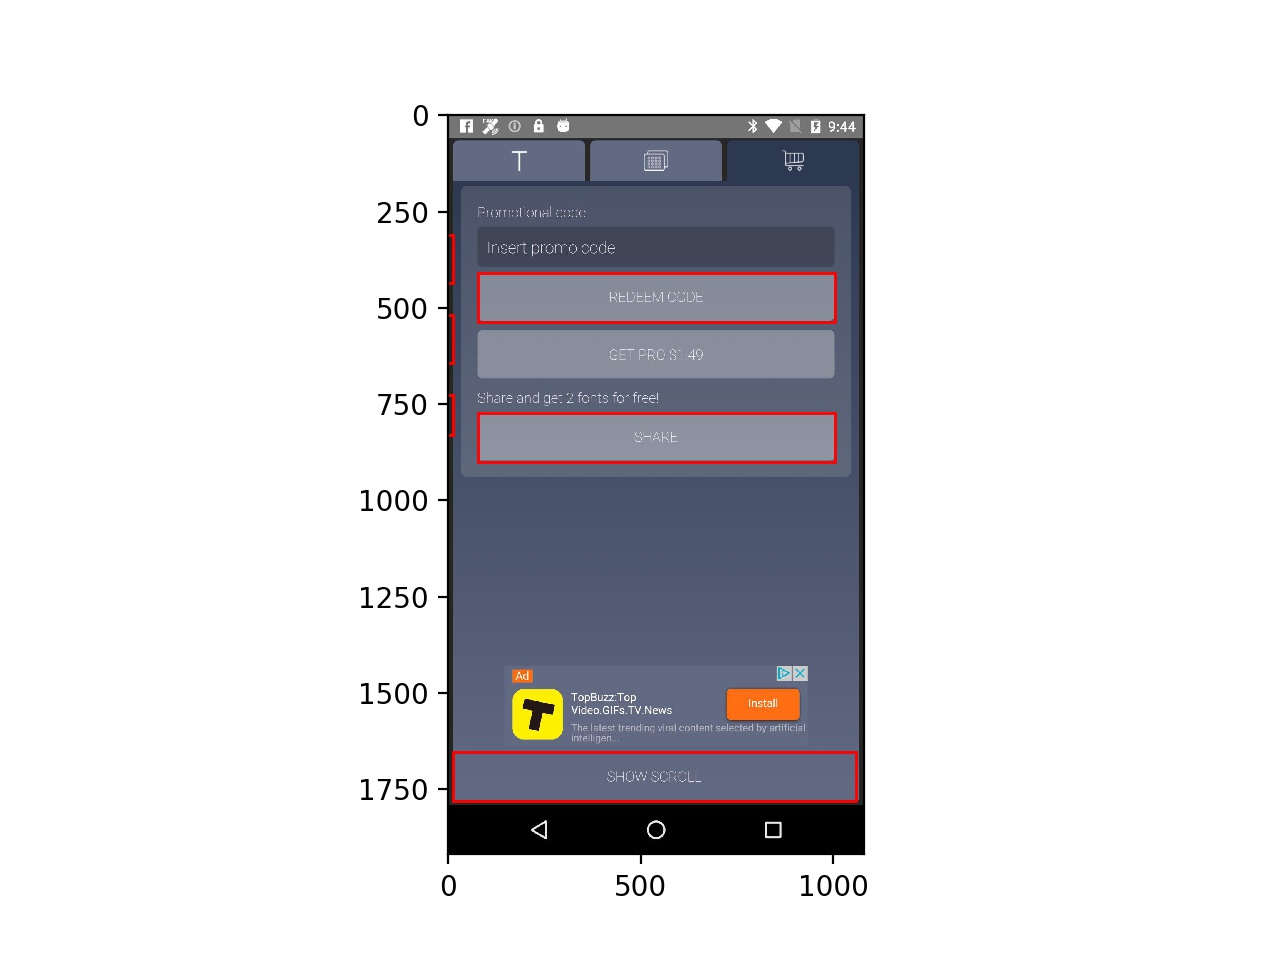 0
9:44
T
250
Promotional code
Insert promo code
500
REDEEM CODE
GET PRO $1.49
750
Share and get 2 fonts for free!
SHARE
1000
1250
Ad
1500
TopBuzz:Top
Video.GIFs.TV.News
Install
The latest trending viral content selected by artificial
intelligen...
1750
SHOW SCROLL
0 500 1000